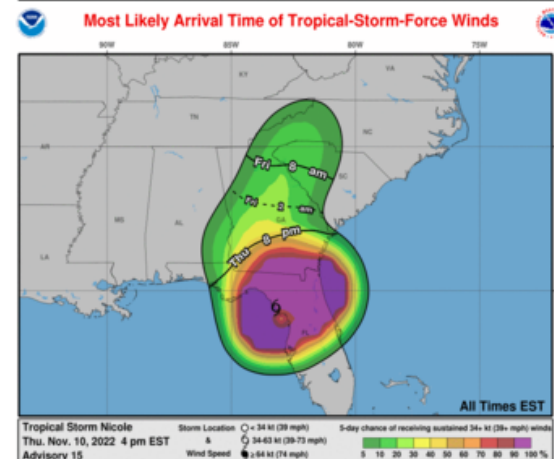 Most Likely Arrival Time of Tropical-Storm-Force Winds
90W 85W 80W
KY VA
TN NC
AR
SC
MS AL GA
LA
Fri 8 am
Fri 2 am
Thu 8 pm
All Times EST
Tropical Storm Nicole
Thu. Nov. 10, 2022 4 pm EST
Advisory 15
Storm Location
&
Wind Speed
< 34 kt (39 mph)
34-63 kt (39-73 mph)
≥ 64 kt (74 mph)
5-day chance of receiving sustained 34+ kt (39+ mph) winds
5 10 20 30 40 50 60 70 80 90 100 %